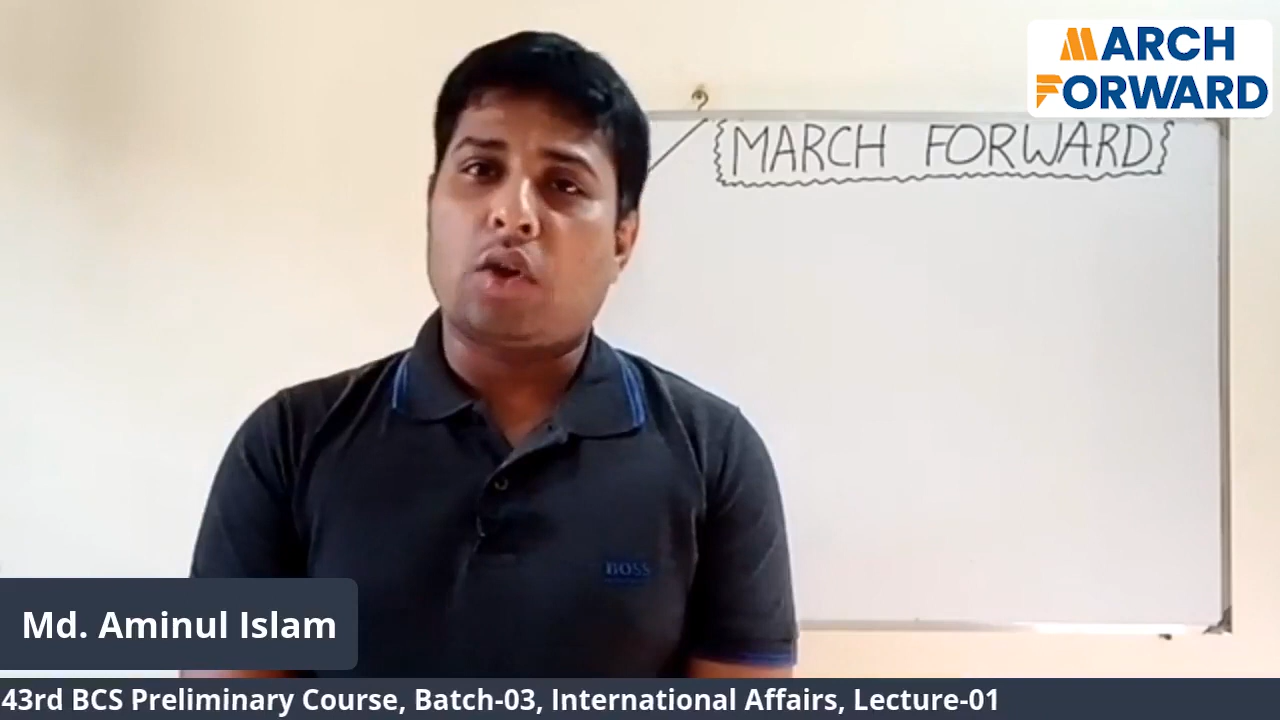 MARCH
FORWARD
MARCH FORWARD
BOSS
Md. Aminul Islam
43rd BCS Preliminary Course, Batch-03, International Affairs, Lecture-01